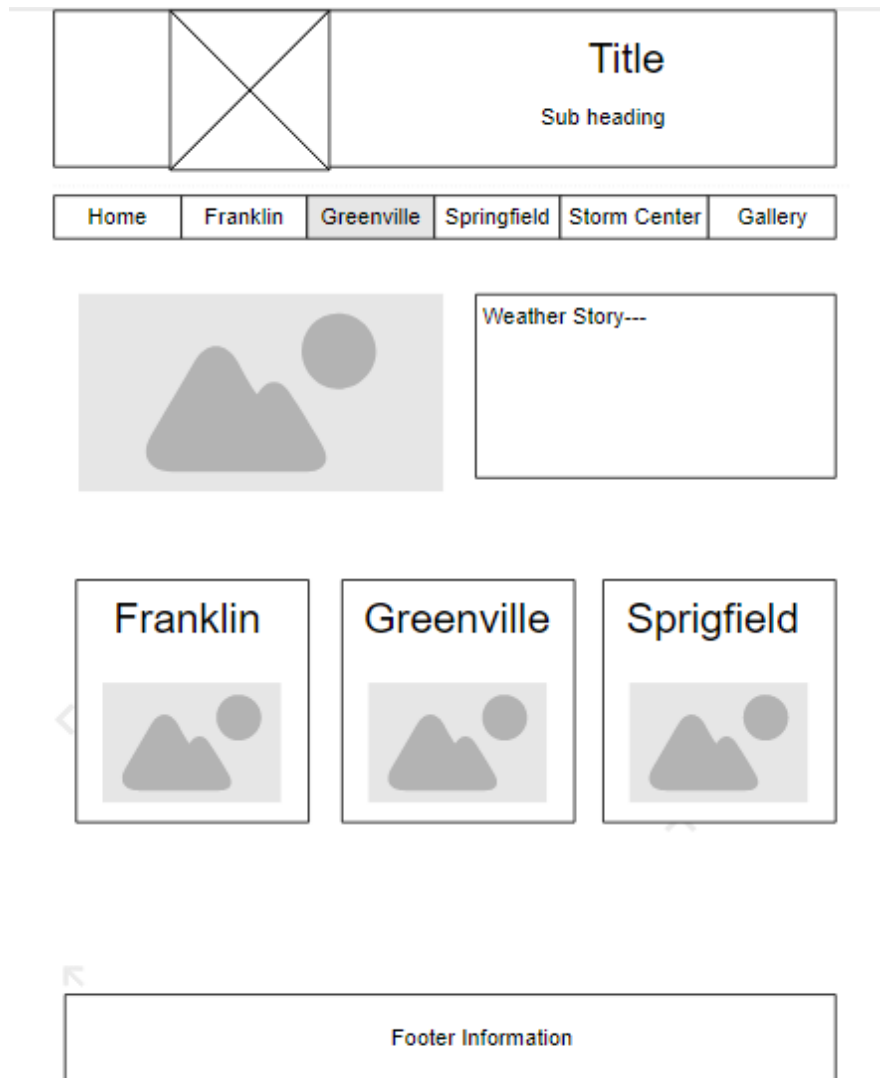 Title
Sub heading
Home Franklin Greenville Springfield Storm Center Gallery
Weather Story---
Franklin Greenville Sprigfield
Footer Information